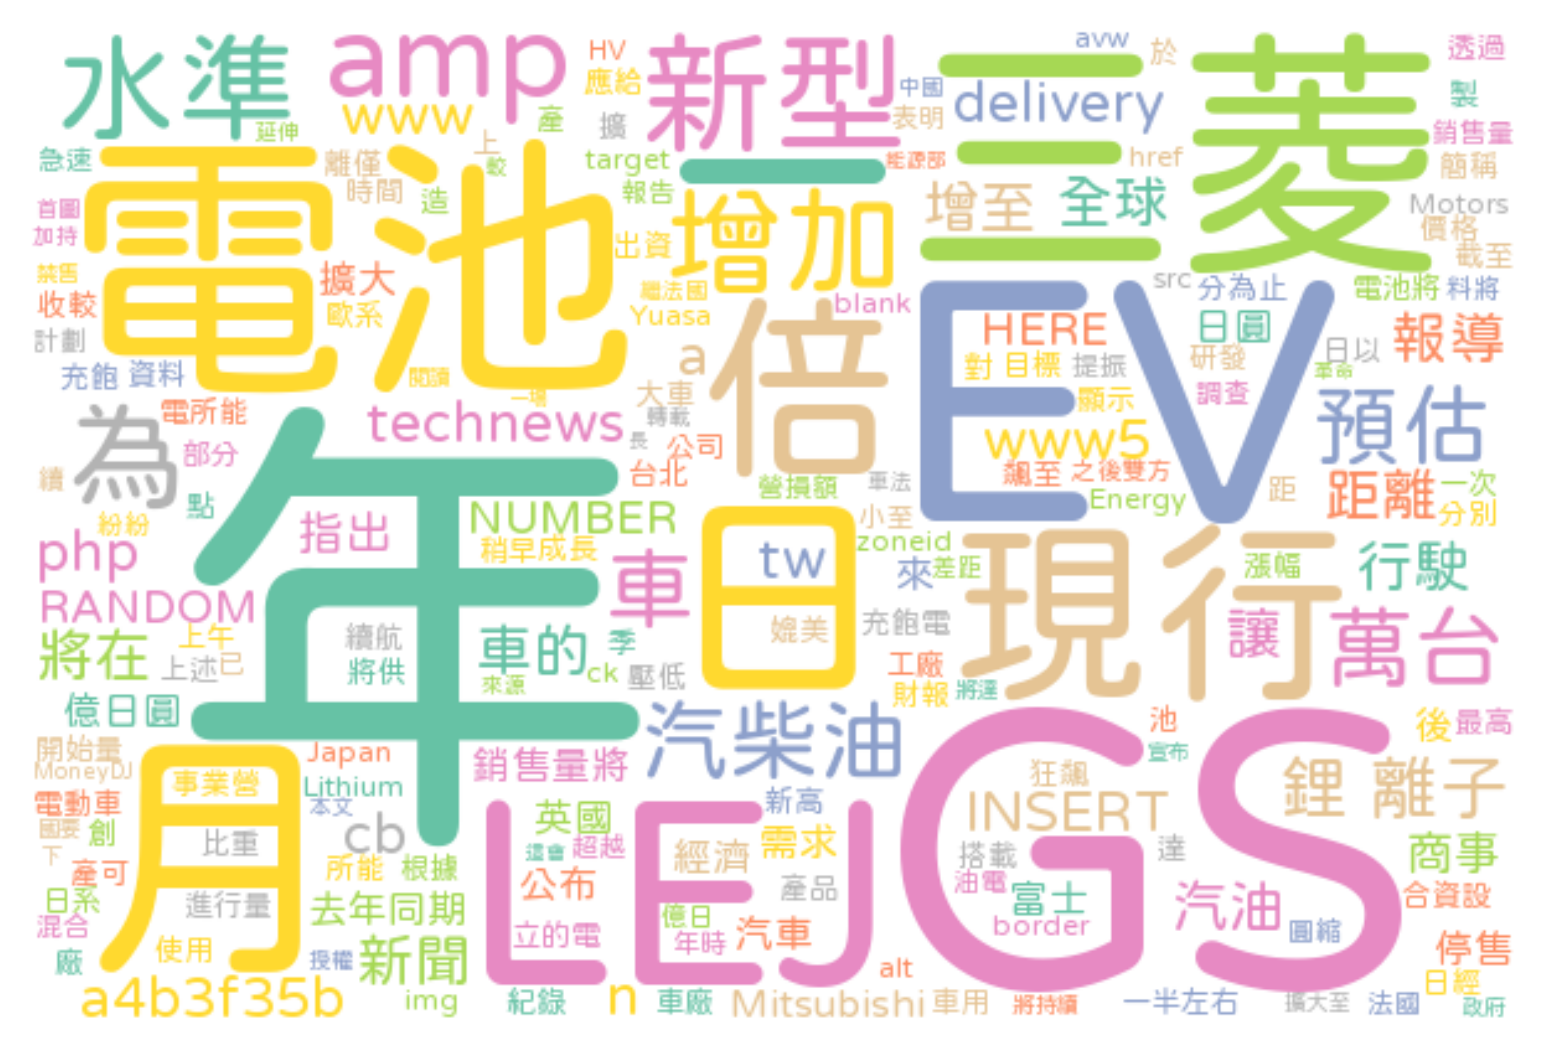 水準
amp
HV
新型
avw
於
三菱
透過
www
應給
產
擴
中國
表明
delivery
製
銷售量
延伸
上
較
急速
電池
離僅
時間
造
target
報告
一
能源部
href
簡稱
增加
增至
全球
Motors
首圖
加持
價格
截至
出資
禁售
擴大
繼法國
blank
src
分為止
電池將
料將
收較
歐系
Yuasa
倍
EV
HERE
日圓
報導
計劃
a
對
目標
提振
研發
日以
充飽
資料
閱讀
革命
一場
大車
顯示
調查
預估
為
電所能
technews
轉載
長
公司
www5
部分
台北
飆至
之後雙方
續
營損額
單法
Energy
距
距離
一次
分別
點
年
紛紛
指出
NUMBER
日
小至
現行
php
稍早成長
車
tw
zoneid
來
差距
漲幅
行駛
RANDOM
媲美
充飽電
讓
萬台
將在
上午
上述
已
續航
將供
車的
季
來源
ck
壓低
工廠
財報
將達
億日圓
汽柴油
池
後
最高
開始量
MoneyDJ
月
Japan
銷售量將
GS
宣布
事業營
Lithium
狂飆
鋰
離子
電動車
本文
LEJ
英國
新高
INSERT
創
比重
cb
還會
超越
經濟
需求
搭載
達
商事
下
產可
所能
根據
公布
產品
油電
富士
汽油
合資設
日系
進行量
去年同期
混合
億日
立的電
年時
汽車
border
圓縮
停售
廠
使用
授權
新聞
alt
日經
a4b3f35b
img
紀錄
n
車廠
Mitsubishi
車用
將持續
一半左右
擴大至
法國
政府